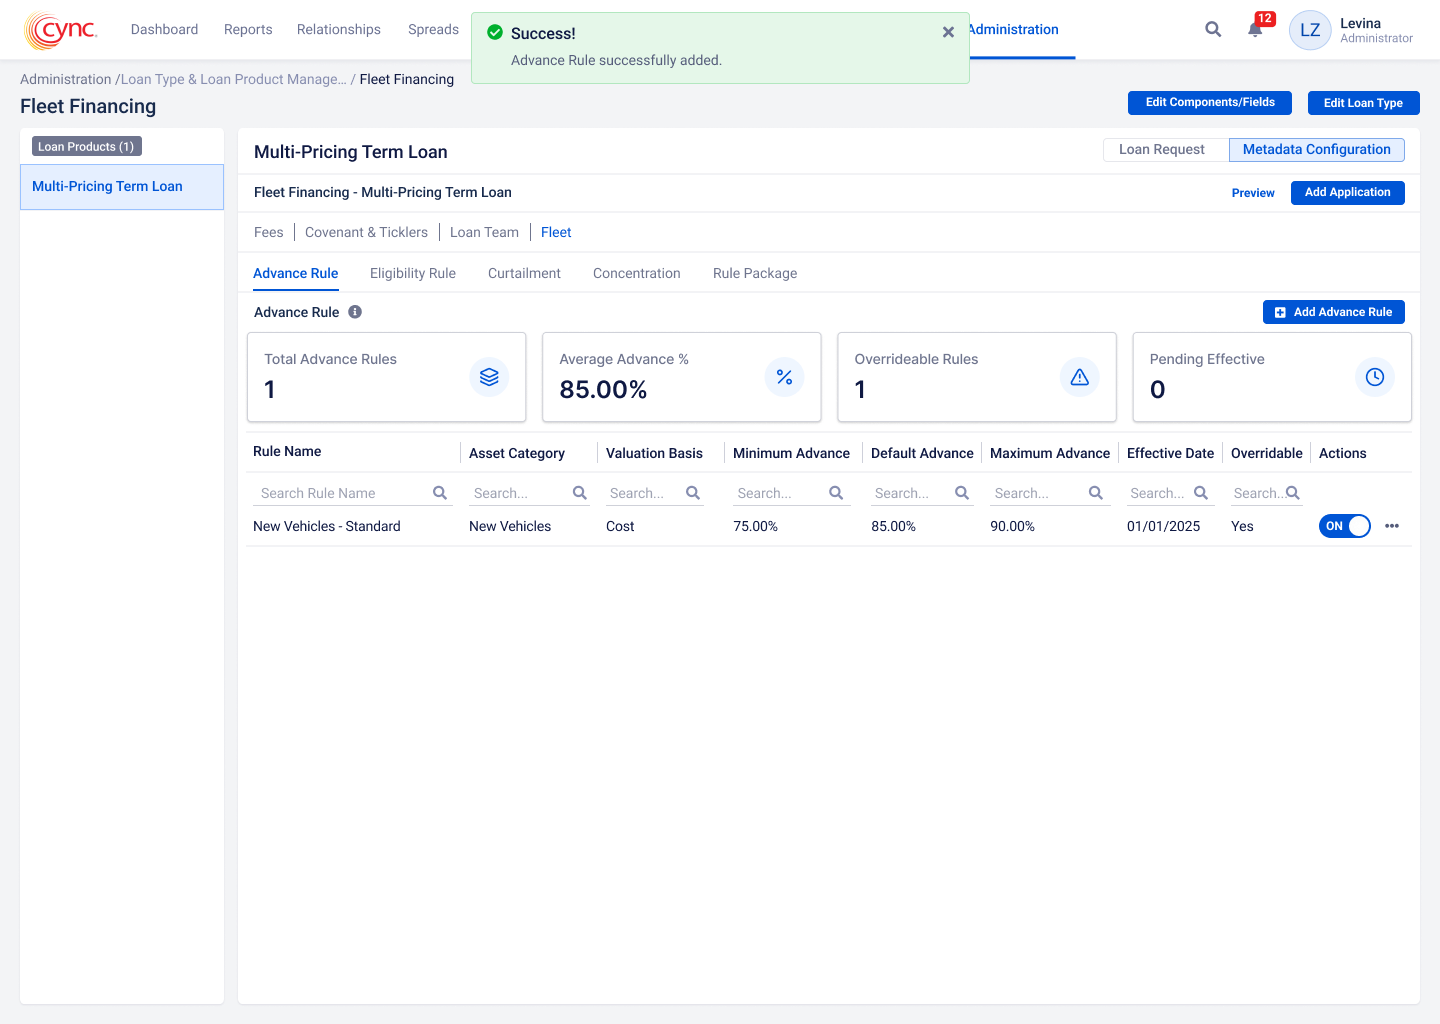 cync
Dashboard
Reports
Relationships
Spreads
Administration
12
LZ
Levina
Administrator
Success!
Advance Rule successfully added.
Administration /Loan Type & Loan Product Manage... / Fleet Financing
Fleet Financing
Edit Components/Fields
Edit Loan Type
Loan Products (1)
Multi-Pricing Term Loan
Multi-Pricing Term Loan
Loan Request
Metadata Configuration
Fleet Financing - Multi-Pricing Term Loan
Preview
Add Application
Fees
Covenant & Ticklers
Loan Team
Fleet
Advance Rule
Eligibility Rule
Curtailment
Concentration
Rule Package
Advance Rule
Add Advance Rule
Total Advance Rules
1
Average Advance %
85.00%
Overrideable Rules
1
Pending Effective
0
Rule Name
Asset Category
Valuation Basis
Minimum Advance
Default Advance
Maximum Advance
Effective Date
Overridable
Actions
Search Rule Name
Search...
Search...
Search...
Search...
Search...
Search...
Search...
New Vehicles - Standard
New Vehicles
Cost
75.00%
85.00%
90.00%
01/01/2025
Yes
ON